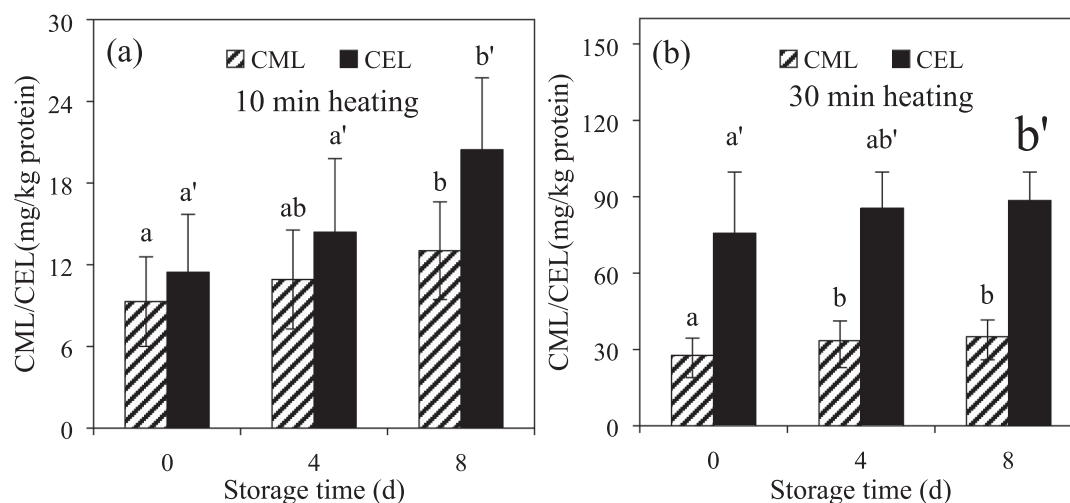 (a)
CML CEL
10 min heating
CML/CEL(mg/kg protein)
30
24
18
12
6
0
a
a'
ab
a'
b
b'
0 4 8
Storage time (d)
(b)
CML CEL
30 min heating
CML/CEL(mg/kg protein)
150
120
90
60
30
0
a
a'
b
ab'
b
b'
0 4 8
Storage time (d)